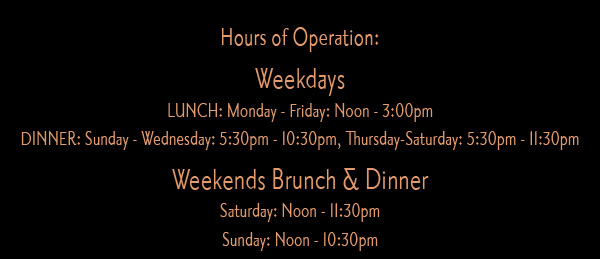 Hours of Operation:
Weekdays
LUNCH: Monday - Friday: Noon - 3:00pm
DINNER: Sunday - Wednesday: 5:30pm - 10:30pm, Thursday-Saturday: 5:30pm - 11:30pm
Weekends Brunch & Dinner
Saturday: Noon - 11:30pm
Sunday: Noon - 10:30pm